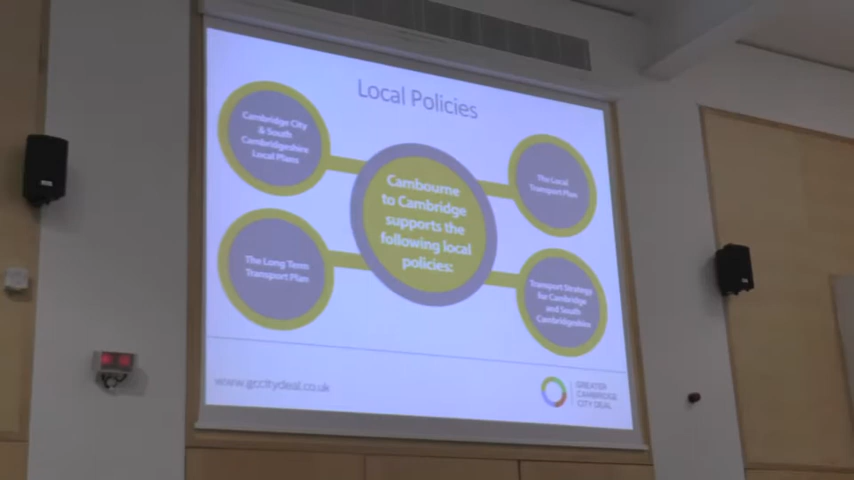 Local Policies
Cambridge City
& South
Cambridgeshire
Local Plans
The Local
Transport Plan
Cambourne
to Cambridge
supports the
following local
policies:
The Long Term
Transport Plan
Transport Strategy
for Cambridge
and South
Cambridgeshire
www.gccitydeal.co.uk
GREATER
CAMBRIDGE
CITY DEAL